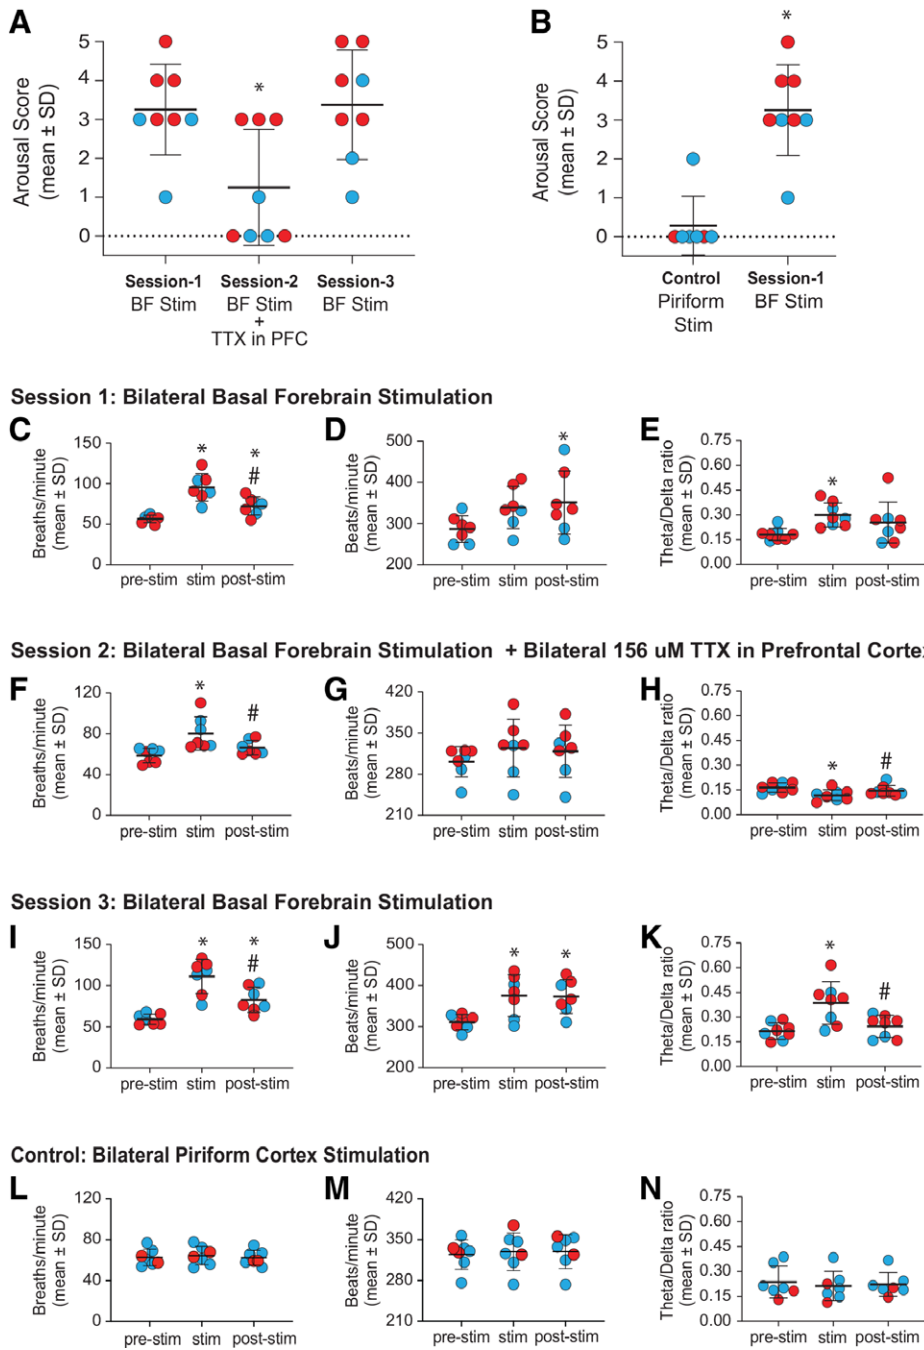 A
B
Arousal Score
(mean ± SD)
5
4
3
2
1
0
*
Session-1
BF Stim
Session-2
BF Stim
+
TTX in PFC
Session-3
BF Stim
Arousal Score
(mean ± SD)
5
4
3
2
1
0
*
Control
Piriform
Stim
Session-1
BF Stim
Session 1: Bilateral Basal Forebrain Stimulation
C
Breaths/minute
(mean ± SD)
150
100
50
0
*
*
#
pre-stim stim post-stim
D
Beats/minute
(mean ± SD)
500
400
300
200
*
pre-stim stim post-stim
E
Theta/Delta ratio
(mean ± SD)
0.75
0.60
0.45
0.30
0.15
0.00
*
pre-stim stim post-stim
Session 2: Bilateral Basal Forebrain Stimulation + Bilateral 156 uM TTX in Prefrontal Cortex
F
Breaths/minute
(mean ± SD)
120
80
40
0
*
#
pre-stim stim post-stim
G
Beats/minute
(mean ± SD)
420
350
280
210
pre-stim stim post-stim
H
Theta/Delta ratio
(mean ± SD)
0.75
0.60
0.45
0.30
0.15
0.00
*
#
pre-stim stim post-stim
Session 3: Bilateral Basal Forebrain Stimulation
I
Breaths/minute
(mean ± SD)
150
100
50
0
*
*
#
pre-stim stim post-stim
J
Beats/minute
(mean ± SD)
500
400
300
200
*
*
pre-stim stim post-stim
K
Theta/Delta ratio
(mean ± SD)
0.75
0.60
0.45
0.30
0.15
0.00
*
#
pre-stim stim post-stim
Control: Bilateral Piriform Cortex Stimulation
L
Breaths/minute
(mean ± SD)
120
80
40
0
pre-stim stim post-stim
M
Beats/minute
(mean ± SD)
420
350
280
210
pre-stim stim post-stim
N
Theta/Delta ratio
(mean ± SD)
0.75
0.60
0.45
0.30
0.15
0.00
pre-stim stim post-stim